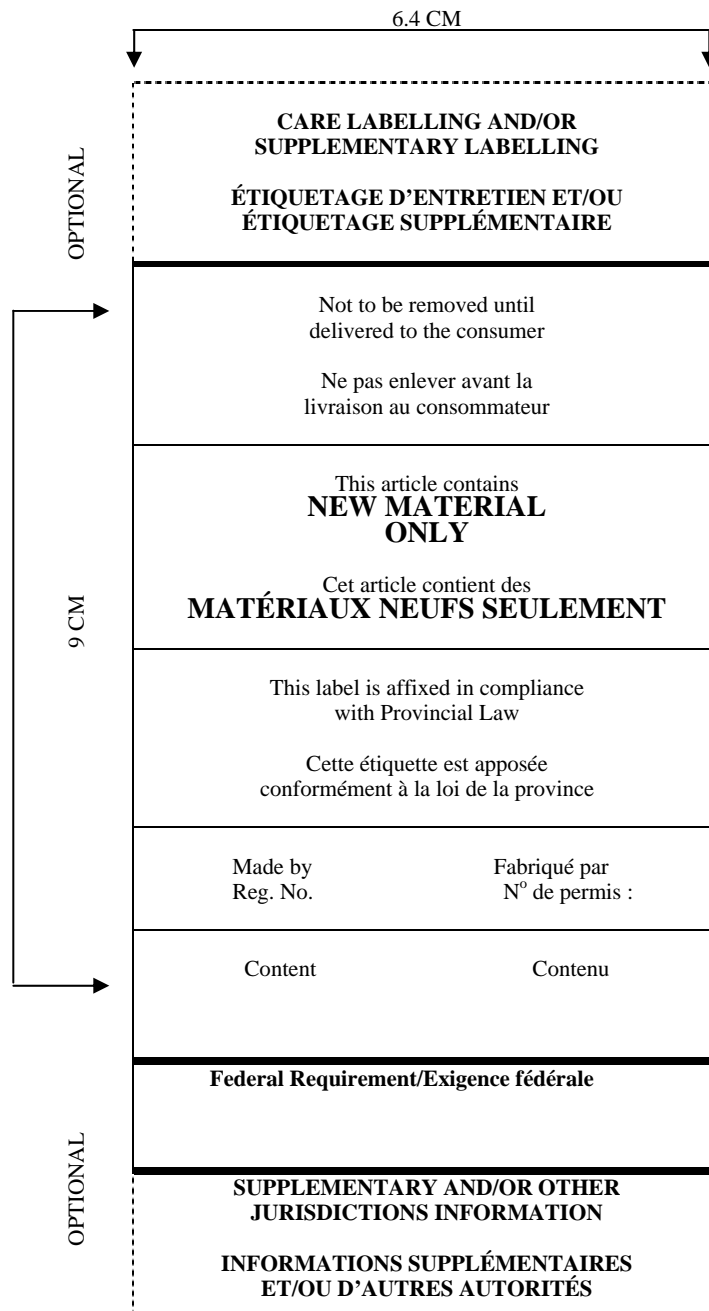 6.4 CM
OPTIONAL
CARE LABELLING AND/OR
SUPPLEMENTARY LABELLING
ÉTIQUETAGE D’ENTRETIEN ET/OU
ÉTIQUETAGE SUPPLÉMENTAIRE
9 CM
Not to be removed until
delivered to the consumer
Ne pas enlever avant la
livraison au consommateur
This article contains
NEW MATERIAL
ONLY
Cet article contient des
MATÉRIAUX NEUFS SEULEMENT
This label is affixed in compliance
with Provincial Law
Cette étiquette est apposée
conformément à la loi de la province
Made by
Reg. No.
Fabriqué par
Nº de permis :
Content
Contenu
Federal Requirement/Exigence fédérale
OPTIONAL
SUPPLEMENTARY AND/OR OTHER
JURISDICTIONS INFORMATION
INFORMATIONS SUPPLÉMENTAIRES
ET/OU D’AUTRES AUTORITÉS